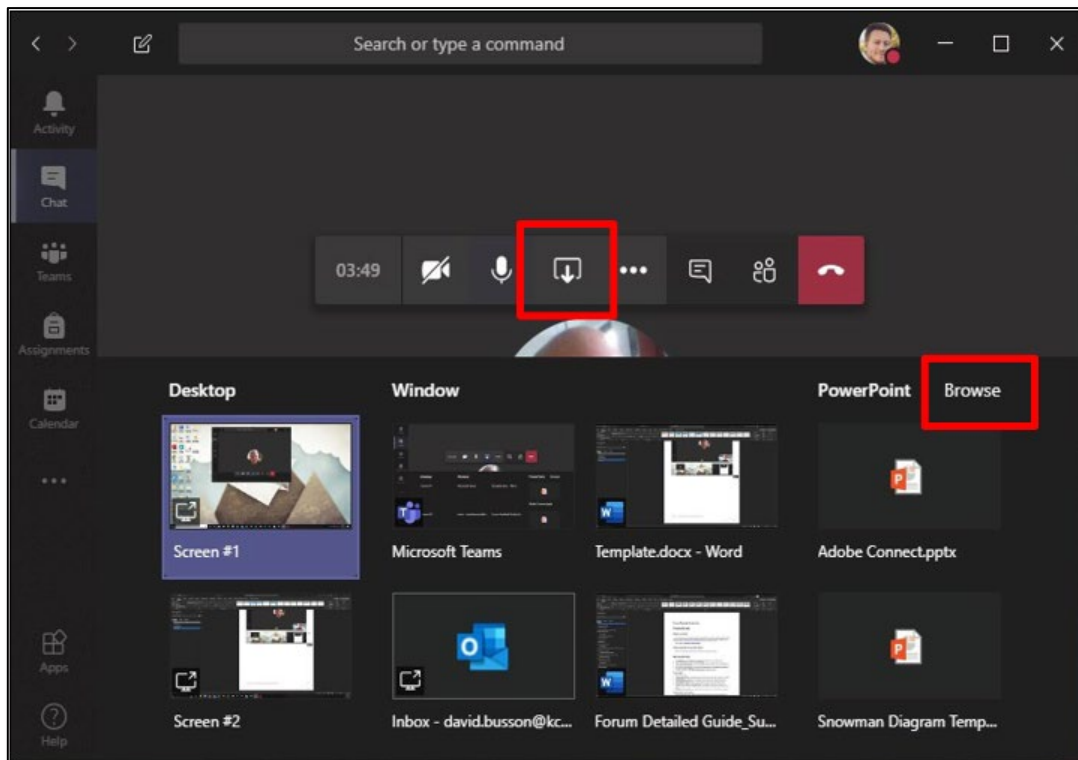 Search or type a command
Activity
Chat
Teams
Assignments
Calendar
Apps
Help
03:49
Desktop
Window
PowerPoint Browse
Screen #1
Microsoft Teams
Template.docx - Word
Adobe Connect.pptx
Screen #2
Inbox - david.busson@kc...
Forum Detailed Guide_Su...
Snowman Diagram Temp...